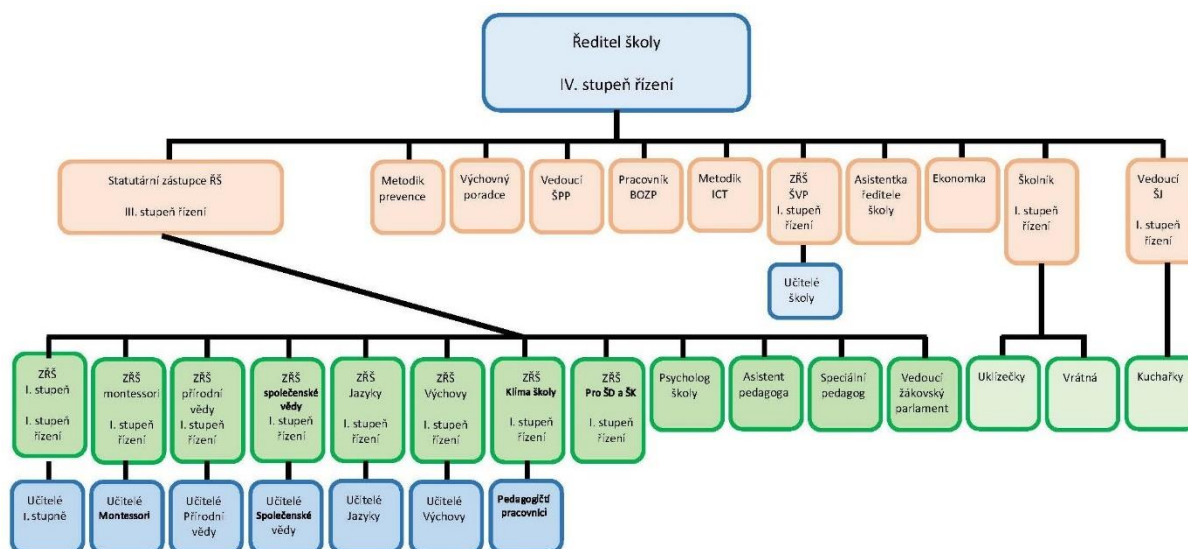 Ředitel školy
IV. stupeň řízení
Statutární zástupce ŘŠ
III. stupeň řízení
Metodik
prevence
Výchovný
poradce
Vedoucí
ŠPP
Pracovník
BOZP
Metodik
ICT
ZŘŠ
ŠVP
I. stupeň
řízení
Asistentka
ředitele
školy
Ekonomka
Školník
I. stupeň
řízení
Vedoucí
ŠJ
I. stupeň
řízení
Učitelé
školy
ZŘŠ
I. stupeň
I. stupeň
řízení
ZŘŠ
montessori
I. stupeň
řízení
ZŘŠ
přírodní
vědy
I. stupeň
řízení
ZŘŠ
společenské
vědy
I. stupeň
řízení
ZŘŠ
Jazyky
I. stupeň
řízení
ZŘŠ
Výchovy
I. stupeň
řízení
ZŘŠ
Klima školy
I. stupeň
řízení
ZŘŠ
Pro ŠD a ŠK
I. stupeň
řízení
Psycholog
školy
Asistent
pedagoga
Speciální
pedagog
Vedoucí
žákovský
parlament
Uklízečky
Vrátná
Kuchařky
Učitelé
I. stupně
Učitelé
Montessori
Učitelé
Přírodní
vědy
Učitelé
Společenské
vědy
Učitelé
Jazyky
Učitelé
Výchovy
Pedagogičtí
pracovníci